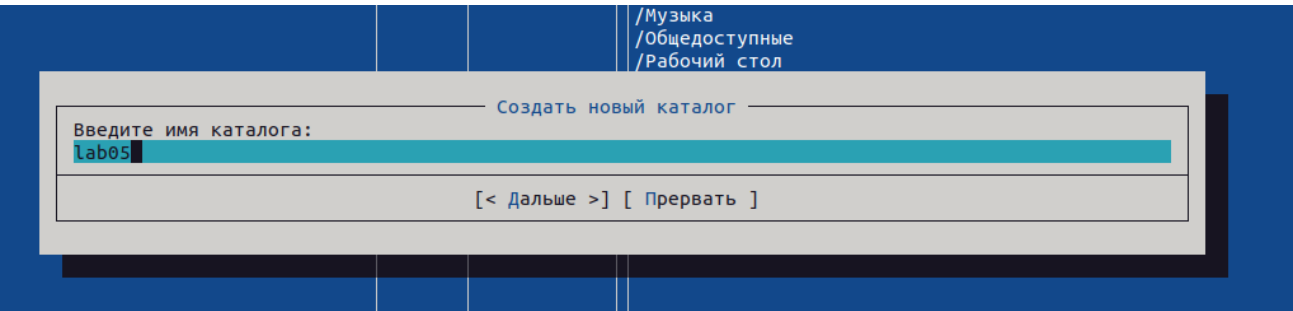 /Музыка
/Общедоступные
/Рабочий стол
Создать новый каталог
Введите имя каталога:
lab05
[< Дальше >] [ Прервать ]